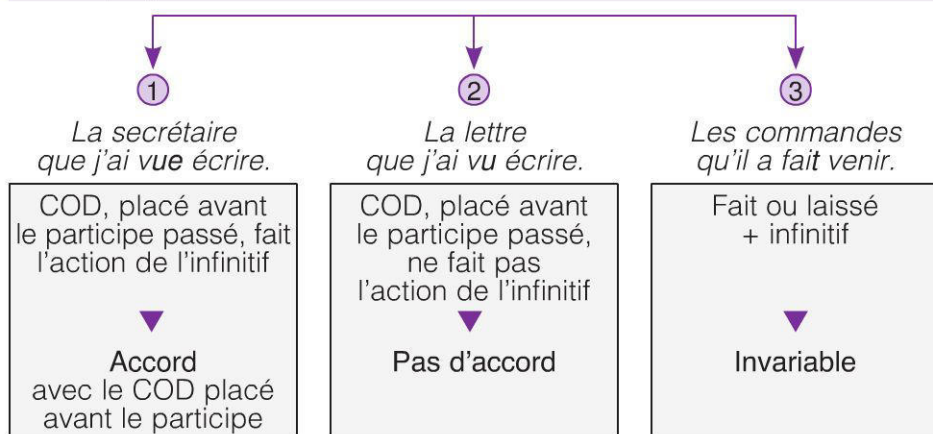 1
La secrétaire
que j'ai vue écrire.
COD, placé avant
le participe passé, fait
l'action de l'infinitif
Accord
avec le COD placé
avant le participe
2
La lettre
que j'ai vu écrire.
COD, placé avant
le participe passé,
ne fait pas
l'action de l'infinitif
Pas d'accord
3
Les commandes
qu'il a fait venir.
Fait ou laissé
+ infinitif
Invariable